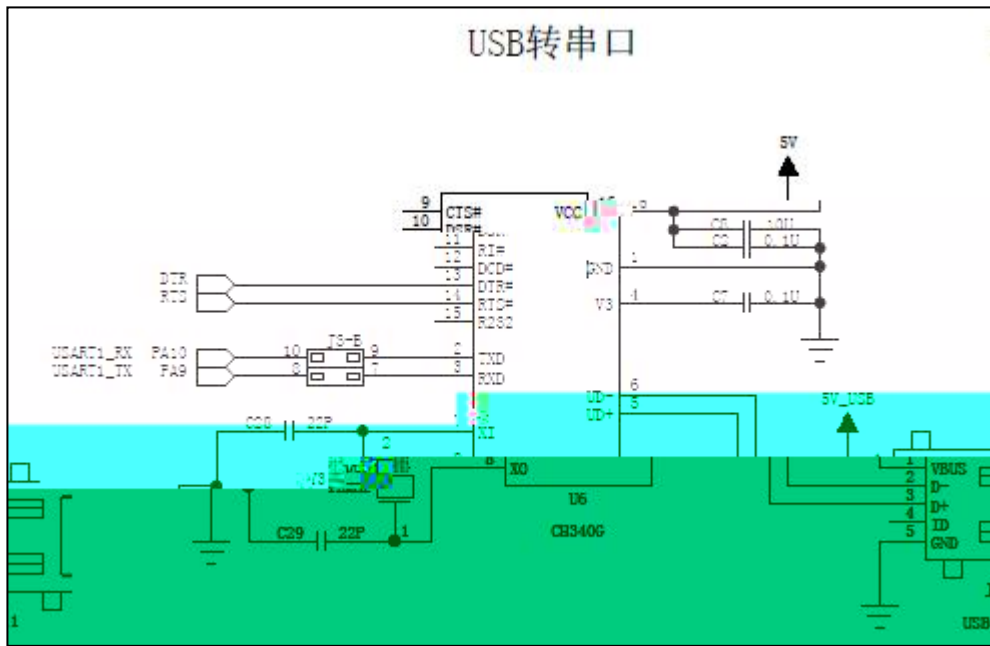 USB转串口
5V
9 CTS# VCC
10
11 RI#
12 DCD# GND 1
13 DTR#
14 RTS# V3 4 C7 0.1U
15 R232
10U
0.1U
DTR
RTS
J3-B
USART1_RX PA10 10 9 2 TXD
USART1_TX PA9 8 7 3 RXD
UD- 6
UD+ 5
5V_USB
C28 22P XI
2
8 XO
U6
CH340G
C29 22P 1
1 VBUS
2 D-
3 D+
4 ID
5 GND
1
USB